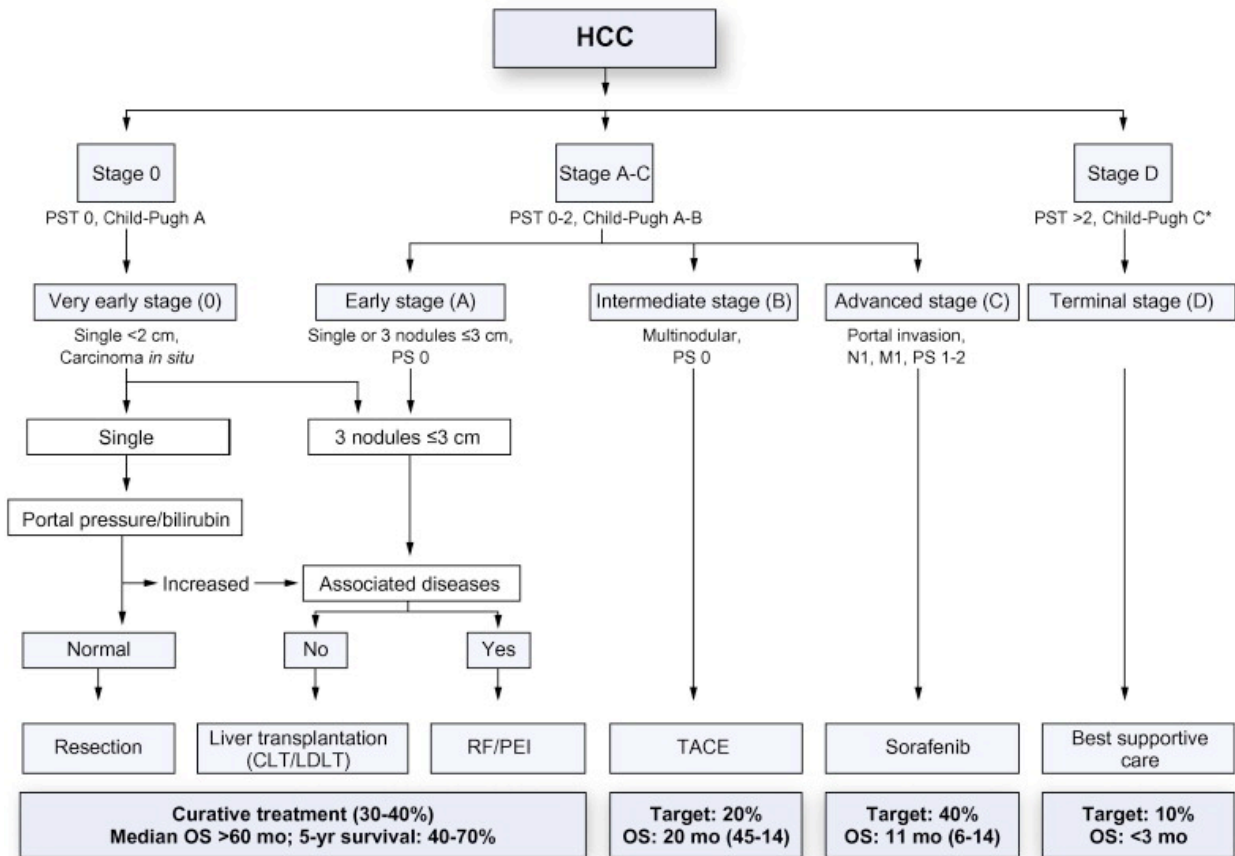 HCC
Stage 0
PST 0, Child-Pugh A
Stage A-C
PST 0-2, Child-Pugh A-B
Stage D
PST >2, Child-Pugh C*
Very early stage (0)
Single <2 cm,
Carcinoma in situ
Early stage (A)
Single or 3 nodules ≤3 cm,
PS 0
Intermediate stage (B)
Multinodular,
PS 0
Advanced stage (C)
Portal invasion,
N1, M1, PS 1-2
Terminal stage (D)
Single
3 nodules ≤3 cm
Portal pressure/bilirubin
Increased
Associated diseases
Normal
No
Yes
Resection
Liver transplantation
(CLT/LDLT)
RF/PEI
TACE
Sorafenib
Best supportive
care
Curative treatment (30-40%)
Median OS >60 mo; 5-yr survival: 40-70%
Target: 20%
OS: 20 mo (45-14)
Target: 40%
OS: 11 mo (6-14)
Target: 10%
OS: <3 mo